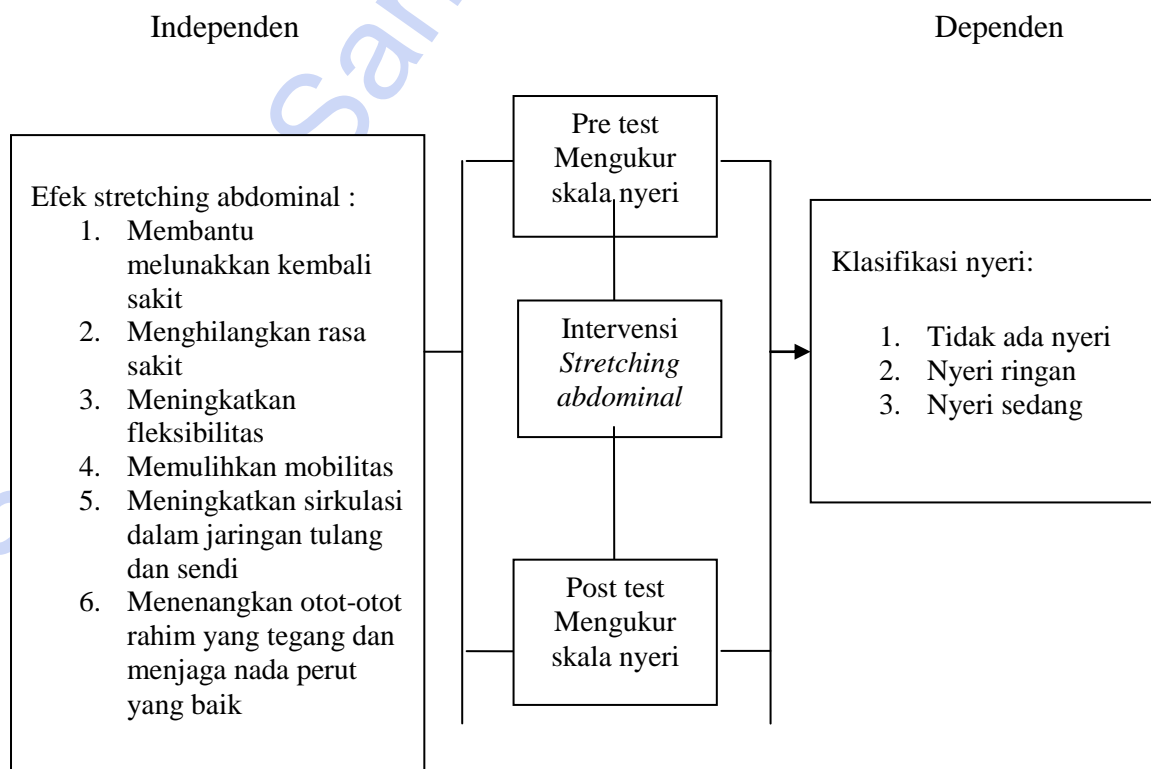 Independen
Dependen
Efek stretching abdominal :
1. Membantu
melunakkan kembali
sakit
2. Menghilangkan rasa
sakit
3. Meningkatkan
fleksibilitas
4. Memulihkan mobilitas
5. Meningkatkan sirkulasi
dalam jaringan tulang
dan sendi
6. Menenangkan otot-otot
rahim yang tegang dan
menjaga nada perut
yang baik
Pre test
Mengukur
skala nyeri
Intervensi
Stretching
abdominal
Post test
Mengukur
skala nyeri
Klasifikasi nyeri:
1. Tidak ada nyeri
2. Nyeri ringan
3. Nyeri sedang